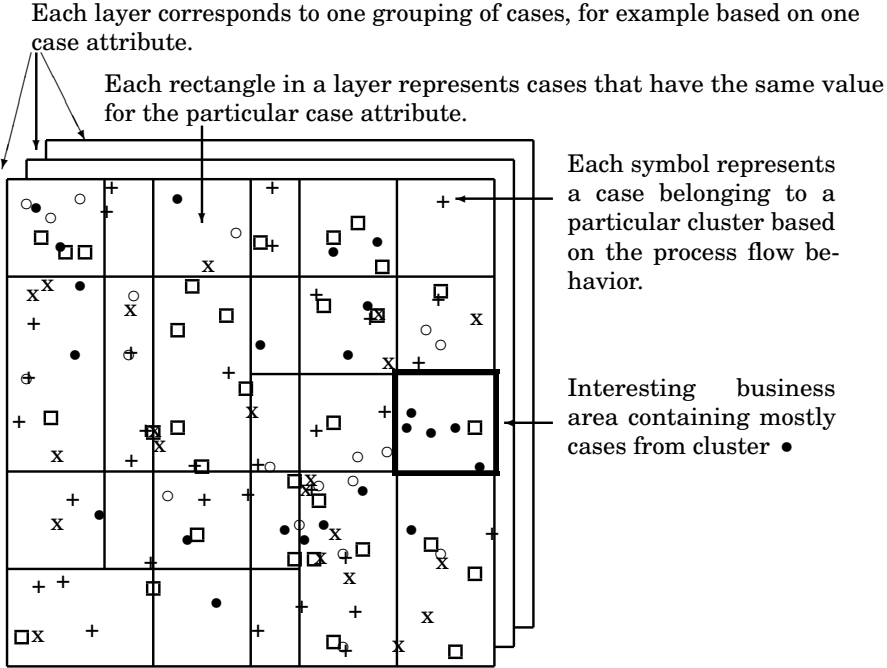 Each layer corresponds to one grouping of cases, for example based on one
case attribute.
Each rectangle in a layer represents cases that have the same value
for the particular case attribute.
Each symbol represents
a case belonging to a
particular cluster based
on the process flow be-
havior.
Interesting business
area containing mostly
cases from cluster ●